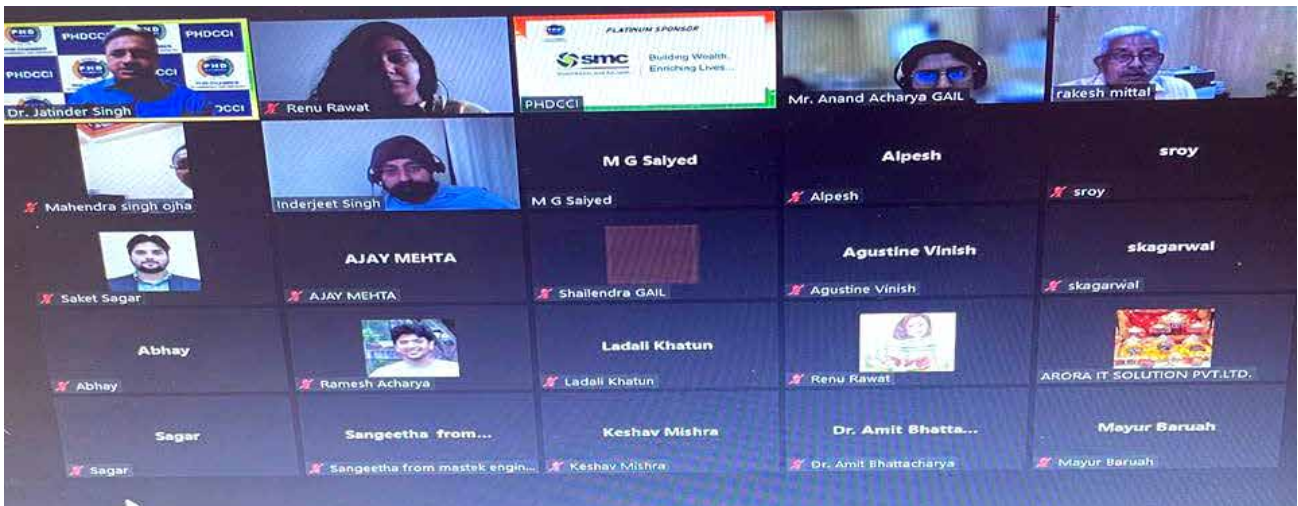 PHDCCI
PHDCCI
PHDCCI
Dr. Jatinder Singh
Renu Rawat
PLATINUM SPONSOR
smc
Building Wealth.
Enriching Lives...
PHDCCI
Mr. Anand Acharya GAIL
rakesh mittal
Mahendra singh ojha
Inderjeet Singh
M G Saiyed
M G Saiyed
Alpesh
Alpesh
sroy
sroy
Saket Sagar
AJAY MEHTA
AJAY MEHTA
Shailendra GAIL
Agustine Vinish
Agustine Vinish
skagarwal
skagarwal
Abhay
Abhay
Ramesh Acharya
Ladali Khatun
Ladali Khatun
Renu Rawat
ARORA IT SOLUTION PVT.LTD.
Sagar
Sagar
Sangeetha from...
Sangeetha from mastek engin...
Keshav Mishra
Keshav Mishra
Dr. Amit Bhatta...
Dr. Amit Bhattacharya
Mayur Baruah
Mayur Baruah